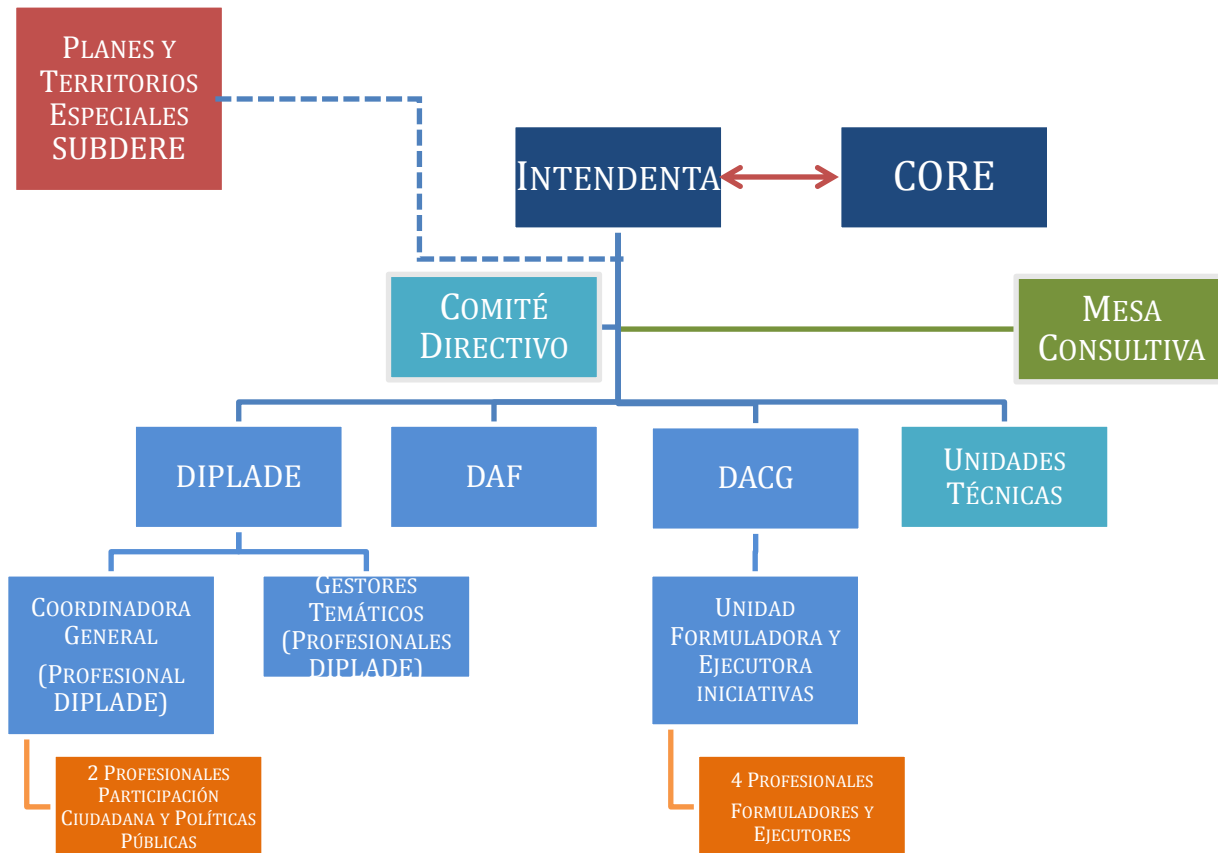 PLANES Y
TERRITORIOS
ESPECIALES
SUBDERE
INTENDENTA
CORE
COMITÉ
DIRECTIVO
MESA
CONSULTIVA
DIPLADE
DAF
DACG
UNIDADES
TÉCNICAS
COORDINADORA
GENERAL
(PROFESIONAL
DIPLADE)
GESTORES
TEMÁTICOS
(PROFESIONALES
DIPLADE)
UNIDAD
FORMULADORA Y
EJECUTORA
INICIATIVAS
2 PROFESIONALES
PARTICIPACIÓN
CIUDADANA Y POLÍTICAS
PÚBLICAS
4 PROFESIONALES
FORMULADORES Y
EJECUTORES